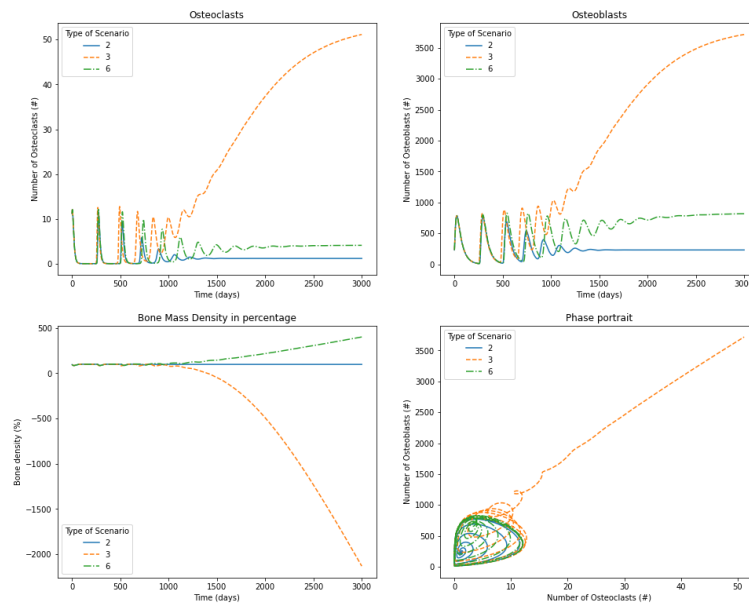 Osteoclasts
Number of Osteoclasts (#)
50
40
30
20
10
0
Type of Scenario
2
3
6
0 500 1000 1500 2000 2500 3000
Time (days)
Osteoblasts
Number of Osteoblasts (#)
3500
3000
2500
2000
1500
1000
500
0
Type of Scenario
2
3
6
0 500 1000 1500 2000 2500 3000
Time (days)
Bone Mass Density in percentage
Bone density (%)
500
0
−500
−1000
−1500
−2000
Type of Scenario
2
3
6
0 500 1000 1500 2000 2500 3000
Time (days)
Phase portrait
Number of Osteoblasts (#)
3500
3000
2500
2000
1500
1000
500
0
Type of Scenario
2
3
6
0 10 20 30 40 50
Number of Osteoclasts (#)